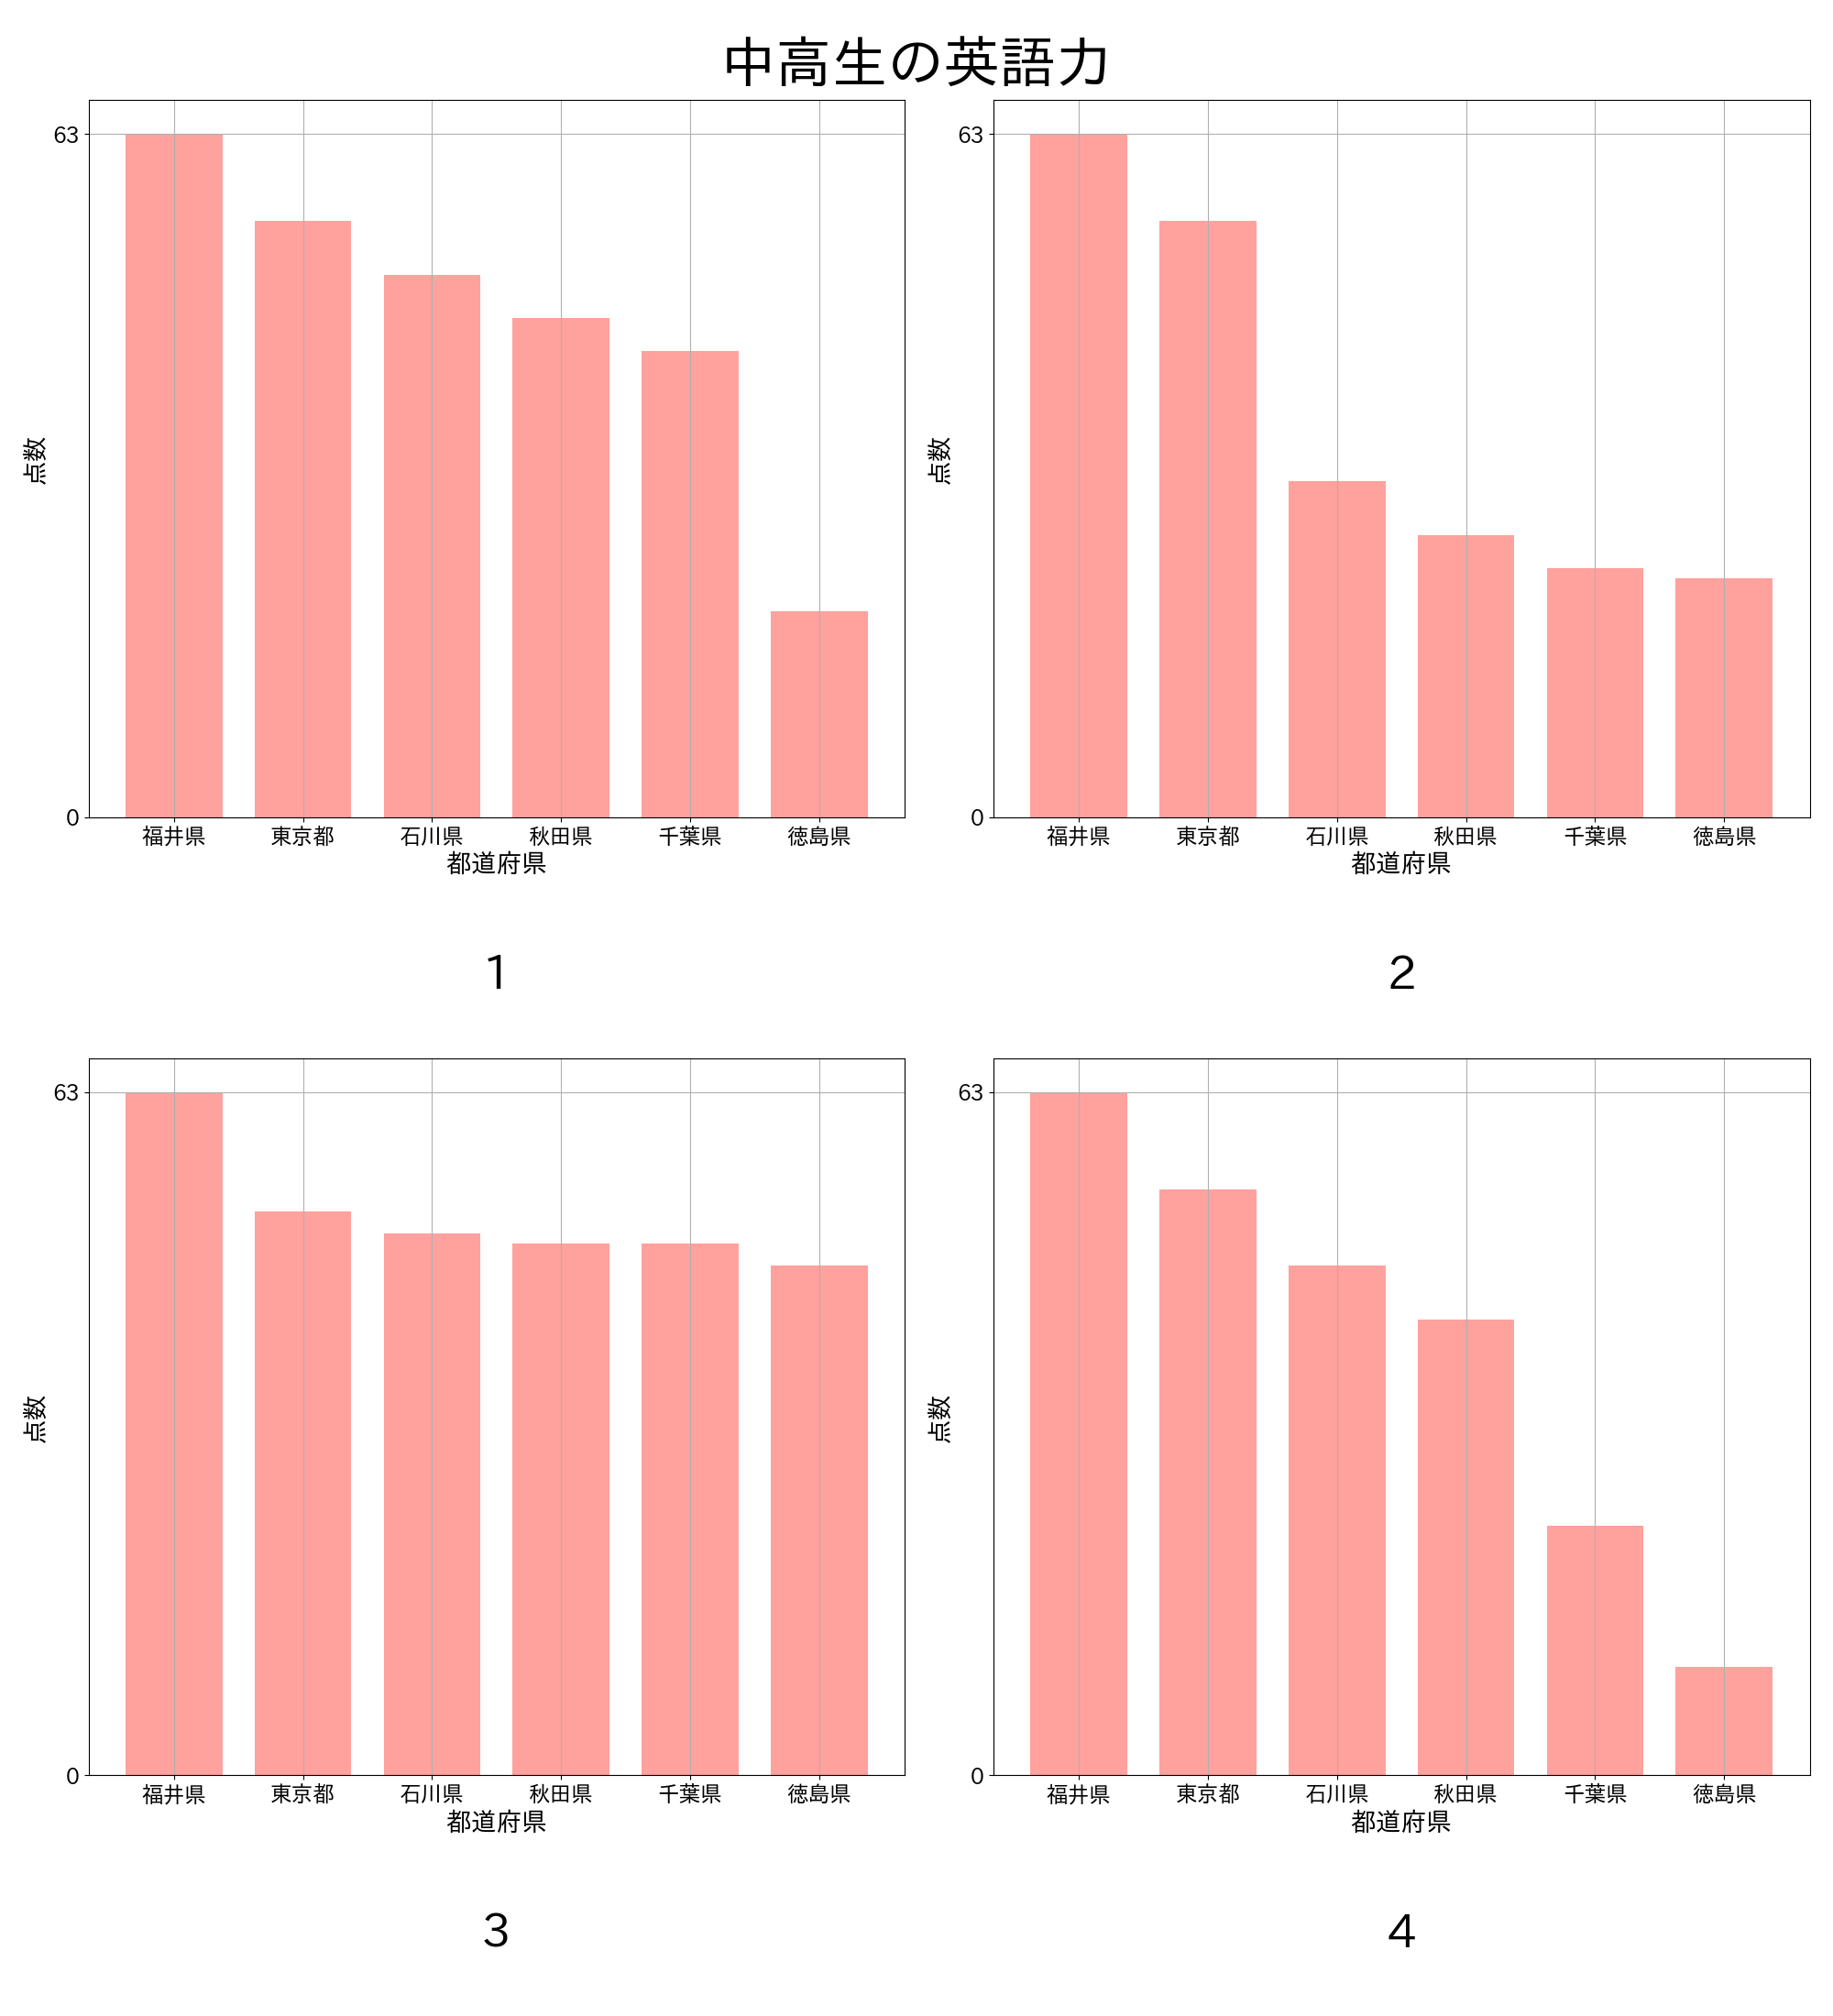 中高生の英語力
63
点数
0
福井県 東京都 石川県 秋田県 千葉県 徳島県
都道府県
1
63
点数
0
福井県 東京都 石川県 秋田県 千葉県 徳島県
都道府県
2
63
点数
0
福井県 東京都 石川県 秋田県 千葉県 徳島県
都道府県
3
63
点数
0
福井県 東京都 石川県 秋田県 千葉県 徳島県
都道府県
4